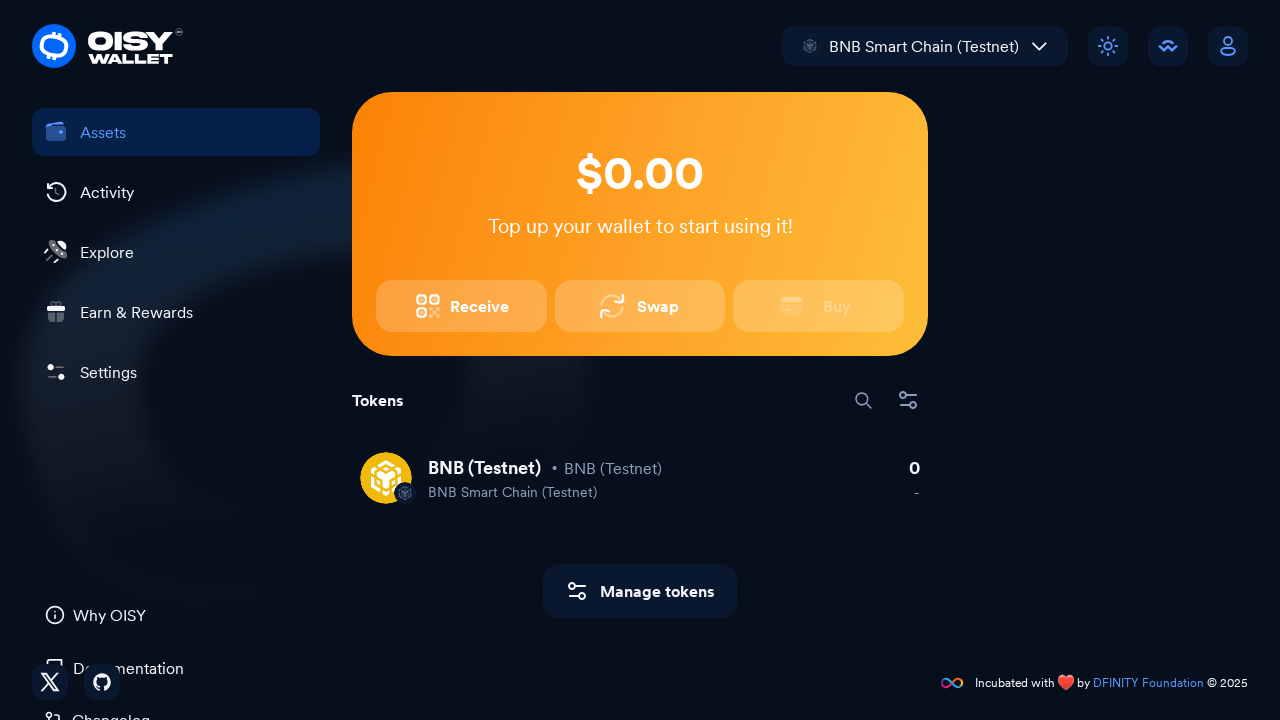 OISY
WALLET
BNB Smart Chain (Testnet)
Assets
Activity
Explore
Earn & Rewards
Settings
$0.00
Top up your wallet to start using it!
Receive
Swap
Buy
Tokens
BNB (Testnet) • BNB (Testnet)
0
BNB Smart Chain (Testnet)
-
Manage tokens
Why OISY
Documentation
Changelog
Incubated with ❤️ by DFINITY Foundation © 2025